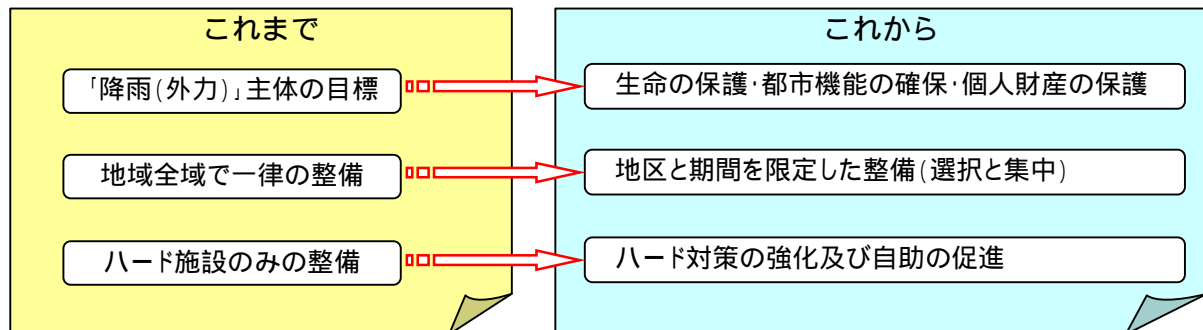 これまで
これから
「降雨(外力)」主体の目標
生命の保護・都市機能の確保・個人財産の保護
地域全域で一律の整備
地区と期間を限定した整備(選択と集中)
ハード施設のみの整備
ハード対策の強化及び自助の促進